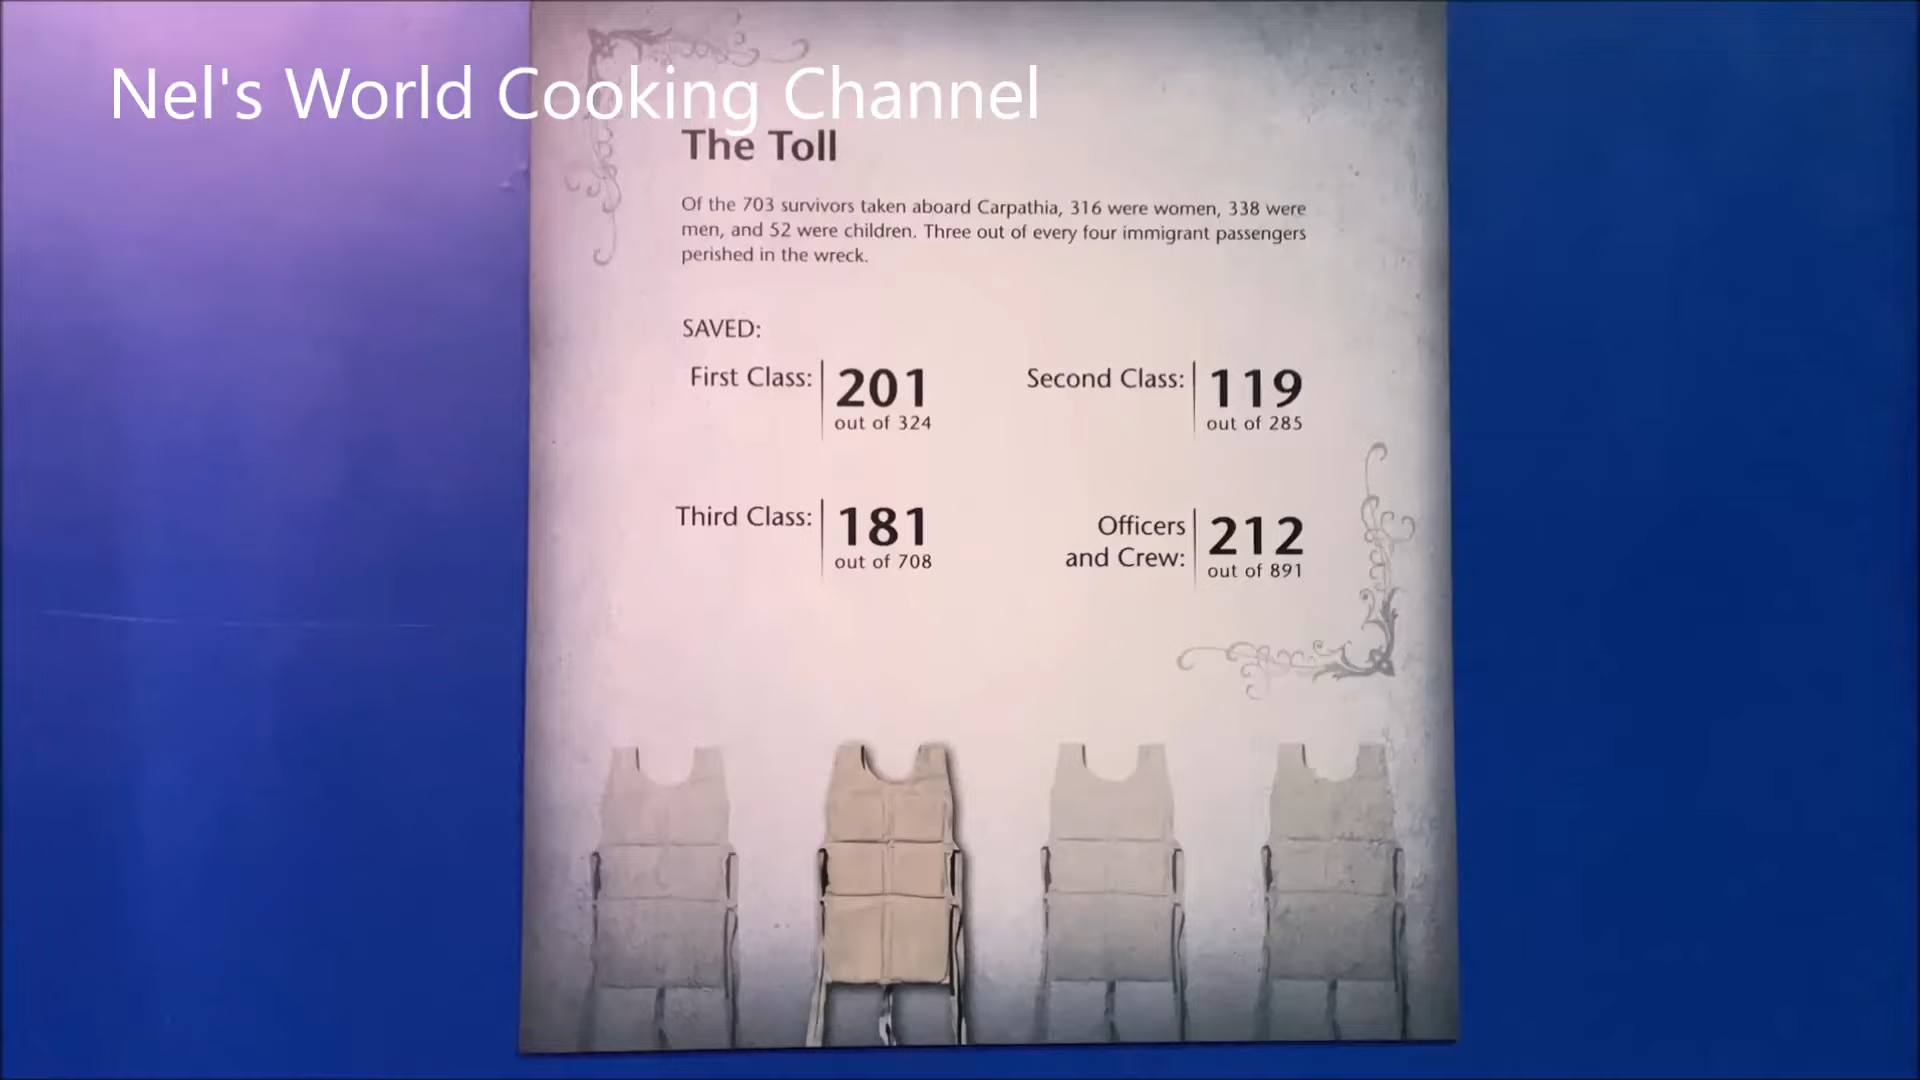 Nel's World Cooking Channel
The Toll
Of the 703 survivors taken aboard Carpathia, 316 were women, 338 were
men, and 52 were children. Three out of every four immigrant passengers
perished in the wreck.
SAVED:
First Class: 201
out of 324
Second Class: 119
out of 285
Third Class: 181
out of 708
Officers
and Crew: 212
out of 891